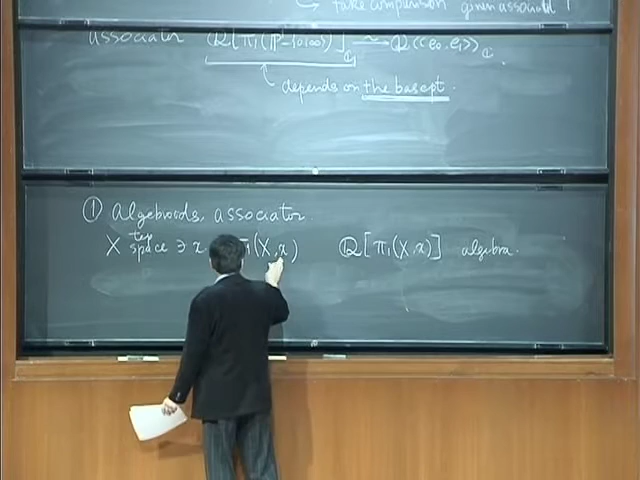 ↳ take comparison given associated
associator ℚ[π₁(ℙ¹-{0,1,∞})] ⥲ ℚ⟨⟨e₀, e₁⟩⟩
depends on the basept.
① algebroids, associator.
X top space ∋ x π₁(X,x) ℚ[π₁(X,x)] algebra.